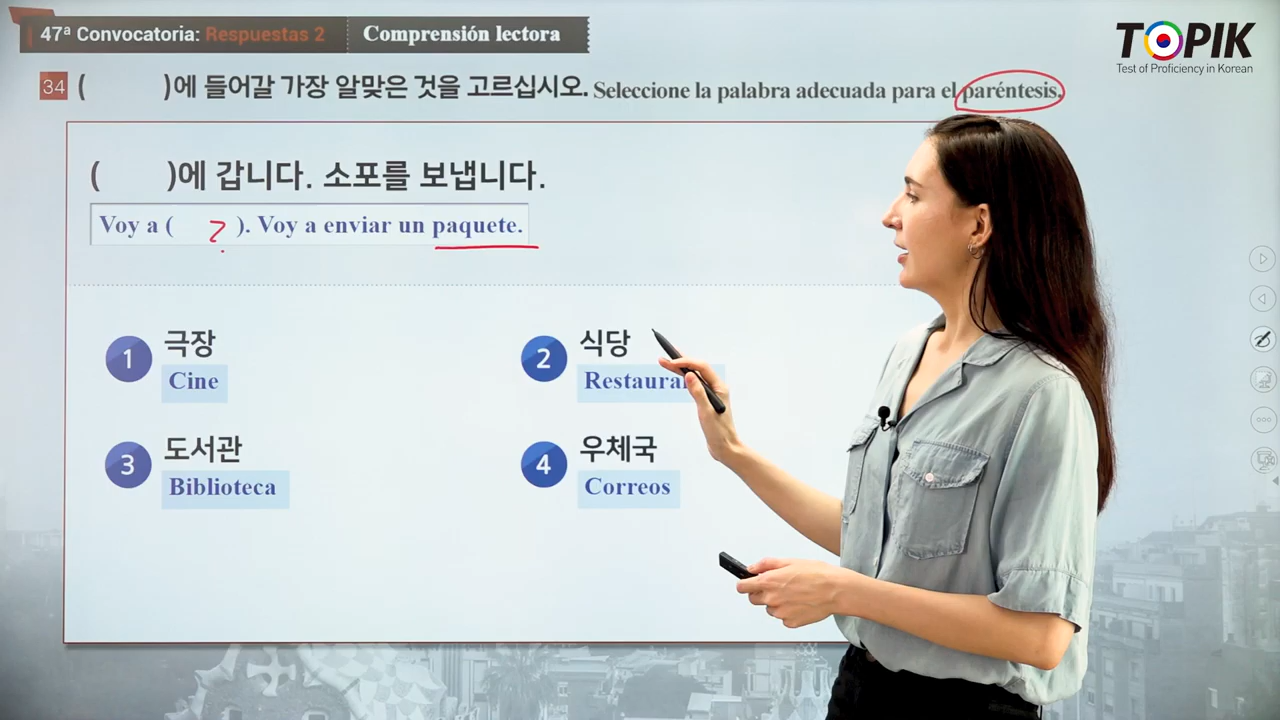 47ª Convocatoria: Respuestas 2 Comprensión lectora
TOPIK
Test of Proficiency in Korean
34 ( )에 들어갈 가장 알맞은 것을 고르십시오. Seleccione la palabra adecuada para el paréntesis.
( )에 갑니다. 소포를 보냅니다.
Voy a ( ? ). Voy a enviar un paquete.
1 극장
Cine
2 식당
3 도서관
Biblioteca
4 우체국
Correos